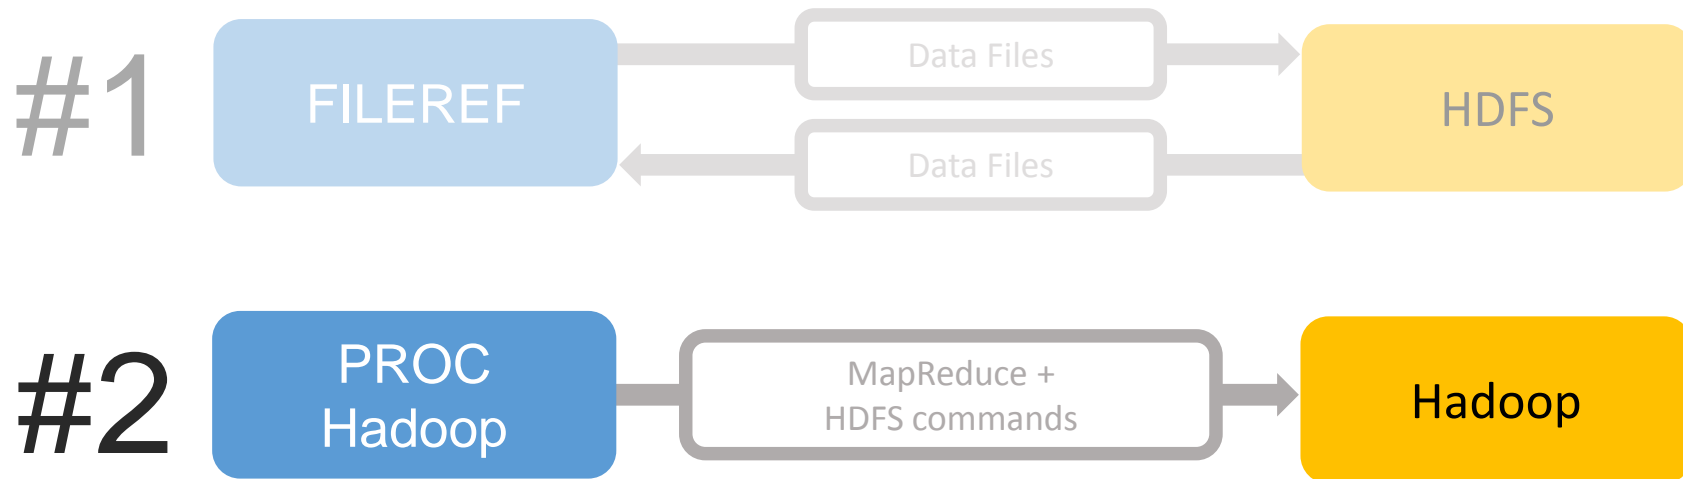 #1
FILEREF
Data Files
HDFS
Data Files
#2
PROC
Hadoop
MapReduce +
HDFS commands
Hadoop